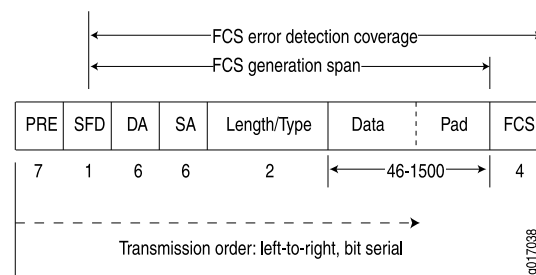 FCS error detection coverage
FCS generation span
PRE SFD DA SA Length/Type Data Pad FCS
7 1 6 6 2 46-1500 4
Transmission order: left-to-right, bit serial
g017038